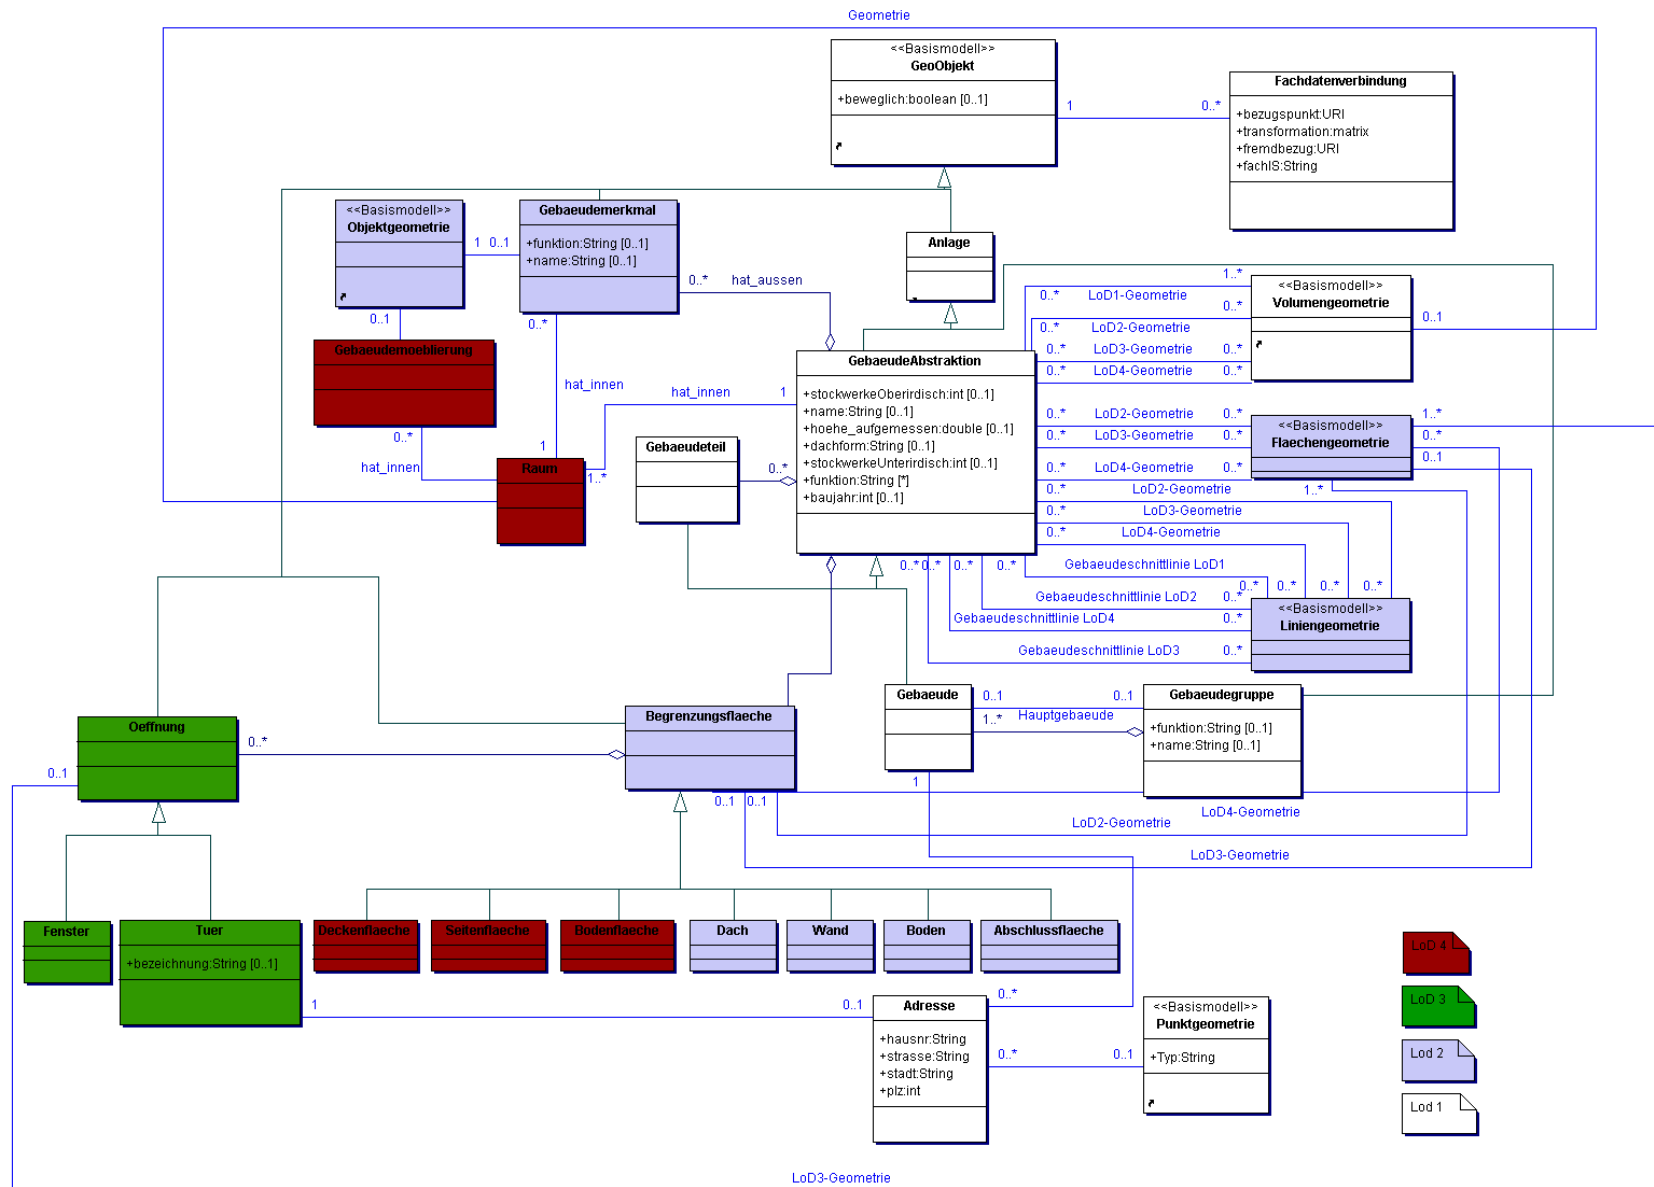 Geometrie
<<Basismodell>>
GeoObjekt
+beweglich:boolean [0..1]
1
0..*
Fachdatenverbindung
+bezugspunkt:URI
+transformation:matrix
+fremdbezug:URI
+fachIS:String
<<Basismodell>>
Objektgeometrie
1
0..1
Gebaeudemerkmal
+funktion:String [0..1]
+name:String [0..1]
0..*
hat_aussen
Anlage
0..1
0..*
Gebaeudemoeblierung
0..*
hat_innen
hat_innen
1
Raum
1..*
hat_innen
1
Gebaeudeteil
0..*
GebaeudeAbstraktion
+stockwerkeOberirdisch:int [0..1]
+name:String [0..1]
+hoehe_aufgemessen:double [0..1]
+dachform:String [0..1]
+stockwerkeUnterirdisch:int [0..1]
+funktion:String [*]
+baujahr:int [0..1]
1..*
0..*
LoD1-Geometrie
0..*
0..*
LoD2-Geometrie
0..*
LoD3-Geometrie
0..*
0..*
LoD4-Geometrie
0..*
<<Basismodell>>
Volumengeometrie
0..1
0..*
LoD2-Geometrie
0..*
0..*
LoD3-Geometrie
0..*
0..*
LoD4-Geometrie
0..*
<<Basismodell>>
Flaechengeometrie
1..*
0..*
0..1
1..*
0..*
LoD2-Geometrie
0..*
LoD3-Geometrie
0..*
LoD4-Geometrie
0..*
0..*
0..*
0..*
Gebaeudeschnittlinie LoD1
0..*
0..*
0..*
0..*
Gebaeudeschnittlinie LoD2
0..*
Gebaeudeschnittlinie LoD4
0..*
Gebaeudeschnittlinie LoD3
0..*
<<Basismodell>>
Liniengeometrie
Gebaeude
0..1
0..1
1..*
Hauptgebaeude
1
Gebaeudegruppe
+funktion:String [0..1]
+name:String [0..1]
Oeffnung
0..*
0..1
Begrenzungsflaeche
0..1
0..1
LoD4-Geometrie
LoD2-Geometrie
LoD3-Geometrie
Fenster
Tuer
+bezeichnung:String [0..1]
Deckenflaeche
Seitenflaeche
Bodenflaeche
Dach
Wand
Boden
Abschlussflaeche
1
0..1
Adresse
+hausnr:String
+strasse:String
+stadt:String
+plz:int
0..*
0..*
0..1
<<Basismodell>>
Punktgeometrie
+Typ:String
LoD 4
LoD 3
Lod 2
Lod 1
LoD3-Geometrie